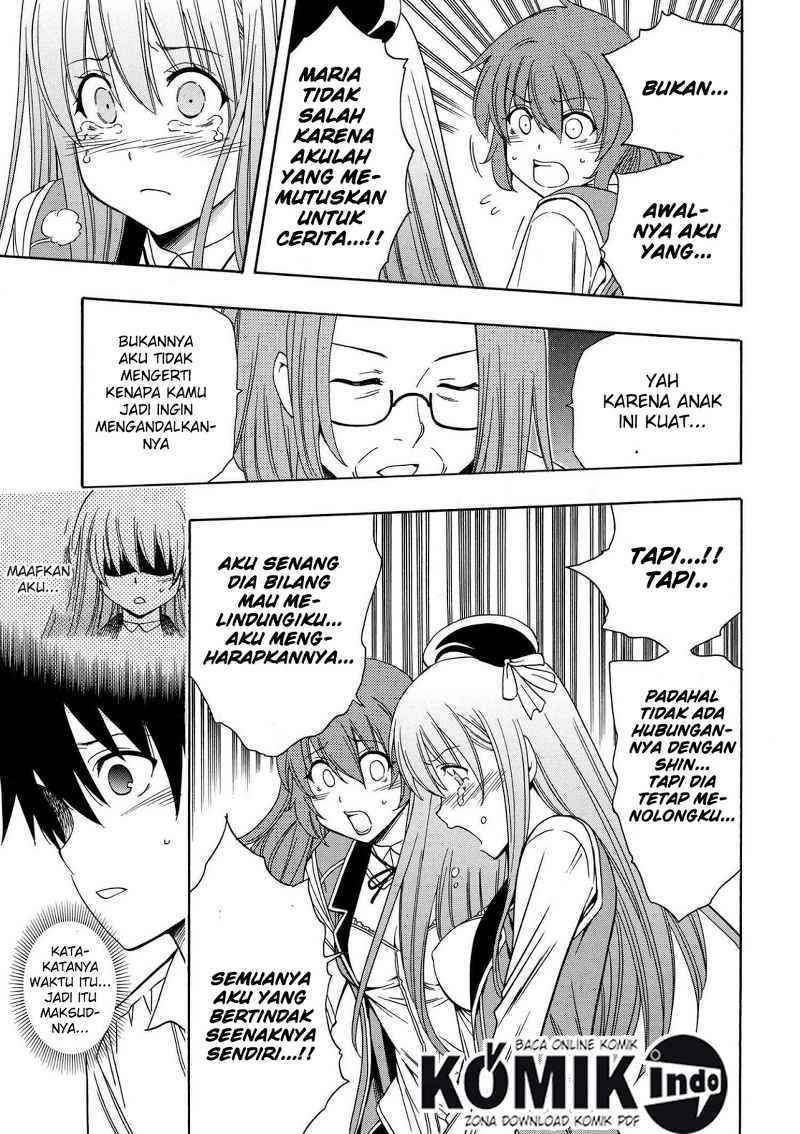 BUKAN...
AWAL-
NYA AKU
YANG...
MARIA
TIDAK
SALAH
KARENA
AKULAH
YANG ME-
MUTUSKAN
UNTUK
CERITA...!!
YAH
KARENA ANAK
INI KUAT...
BUKANNYA
AKU TIDAK
MENGERTI
KENAPA KAMU
JADI INGIN
MENGANDALKAN-
NYA
TAPI...!!
TAPI..
PADAHAL
TIDAK ADA
HUBUNGAN-
NYA DENGAN
SHIN...
TAPI DIA
TETAP ME-
NOLONGKU...
AKU SENANG
DIA BILANG
MAU ME-
LINDUNGIKU...
AKU MENG-
HARAPKANNYA...
SEMUANYA
AKU YANG
BERTINDAK
SEENAKNYA
SENDIRI...!!
MAAFKAN
AKU...
KATA-
KATANYA
WAKTU ITU...
JADI ITU
MAKSUD-
NYA...
BACA ONLINE KOMIK
KOMIK indo
ZONA DOWNLOAD KOMIK PDF